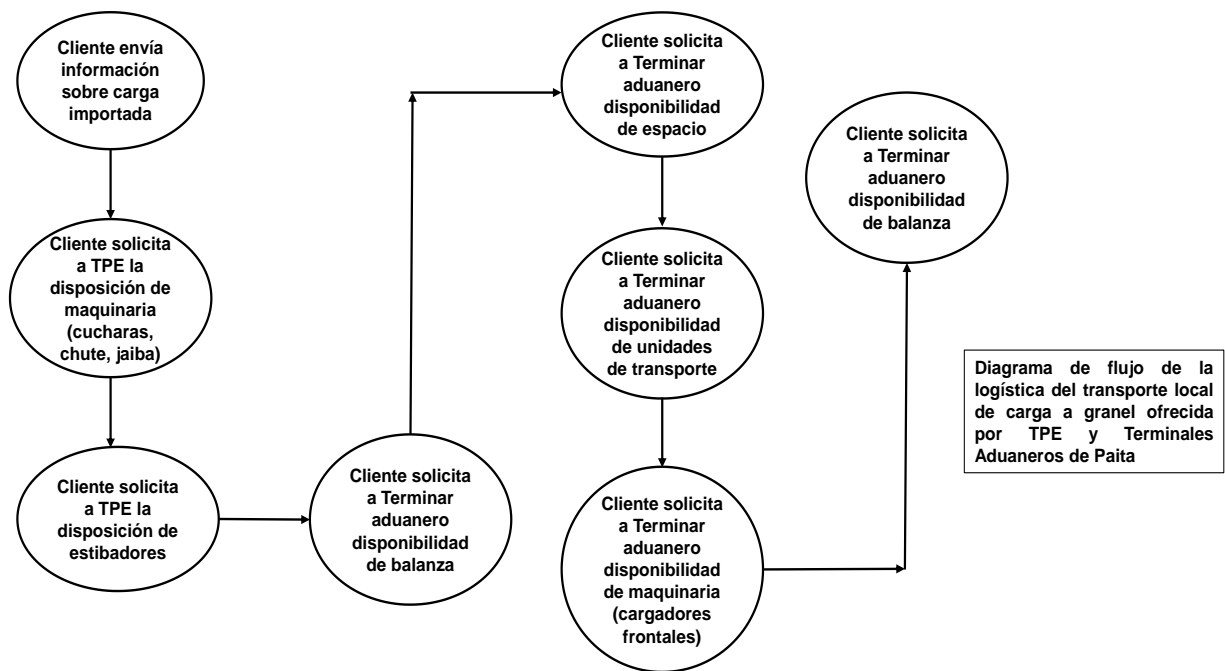 Cliente envía
información
sobre carga
importada
Cliente solicita
a TPE la
disposición de
maquinaria
(cucharas,
chute, jaiba)
Cliente solicita
a TPE la
disposición de
estibadores
Cliente solicita
a Terminar
aduanero
disponibilidad
de balanza
Cliente solicita
a Terminar
aduanero
disponibilidad
de espacio
Cliente solicita
a Terminar
aduanero
disponibilidad
de unidades
de transporte
Cliente solicita
a Terminar
aduanero
disponibilidad
de maquinaria
(cargadores
frontales)
Cliente solicita
a Terminar
aduanero
disponibilidad
de balanza
Diagrama de flujo de la
logística del transporte local
de carga a granel ofrecida
por TPE y Terminales
Aduaneros de Paita